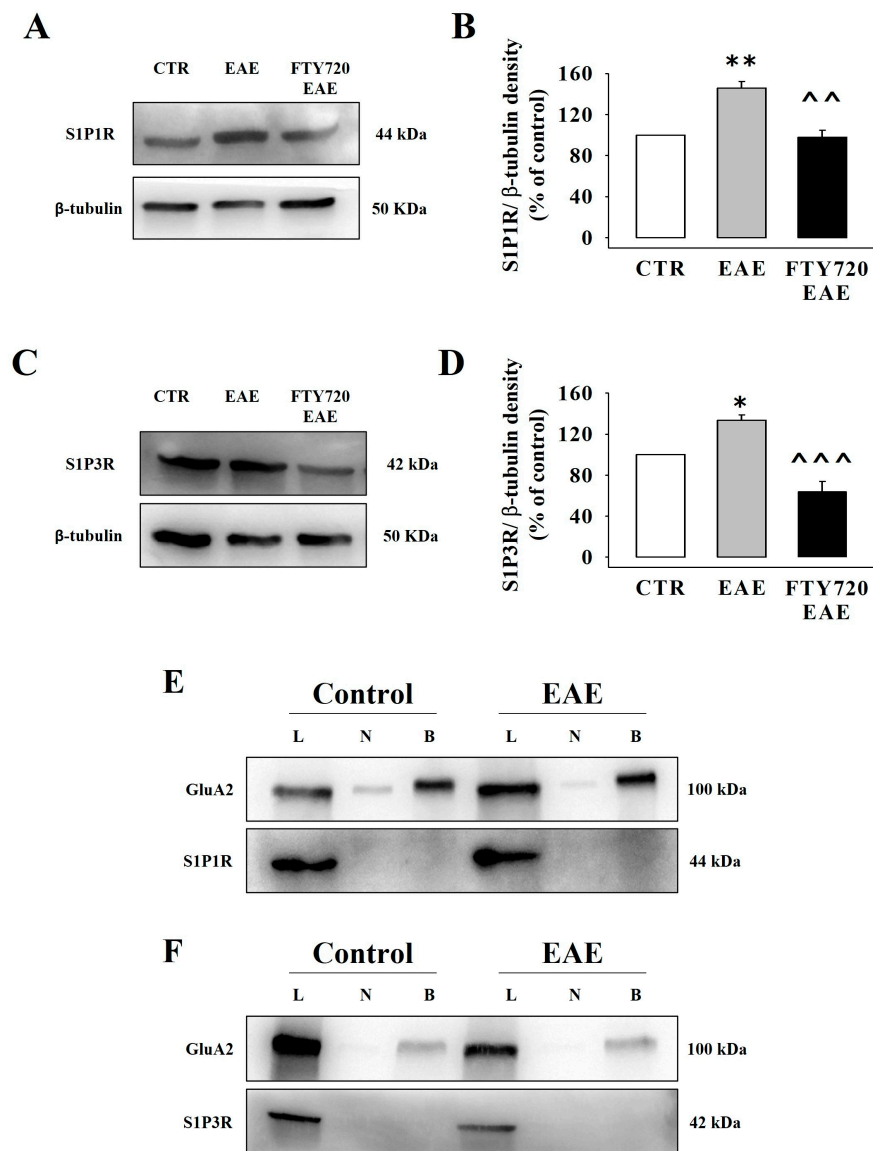 A
CTR EAE FTY720
EAE
S1P1R 44 kDa
β-tubulin 50 KDa
B
S1P1R/ β-tubulin density
(% of control)
160
120
80
40
0
** ^^
CTR EAE FTY720
EAE
C
CTR EAE FTY720
EAE
S1P3R 42 kDa
β-tubulin 50 KDa
D
S1P3R/ β-tubulin density
(% of control)
160
120
80
40
0
* ^^^
CTR EAE FTY720
EAE
E
Control EAE
L N B L N B
GluA2 100 kDa
S1P1R 44 kDa
F
Control EAE
L N B L N B
GluA2 100 kDa
S1P3R 42 kDa